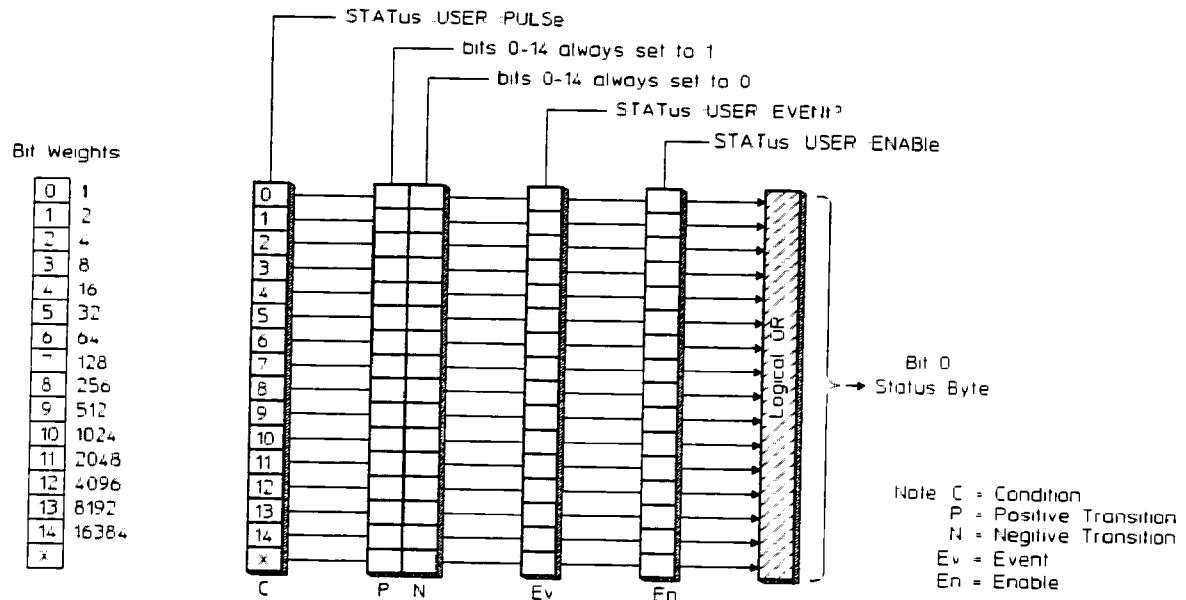 STATus USER PULSe
bits 0-14 always set to 1
bits 0-14 always set to 0
STATus USER EVENt?
STATus USER ENABle
Bit Weights
0 1
1 2
2 4
3 8
4 16
5 32
6 64
7 128
8 256
9 512
10 1024
11 2048
12 4096
13 8192
14 16384
X
0
1
2
3
4
5
6
7
8
9
10
11
12
13
14
X
C P N Ev En
Logical OR
Bit 0
Status Byte
Note C = Condition
P = Positive Transition
N = Negitive Transition
Ev = Event
En = Enable